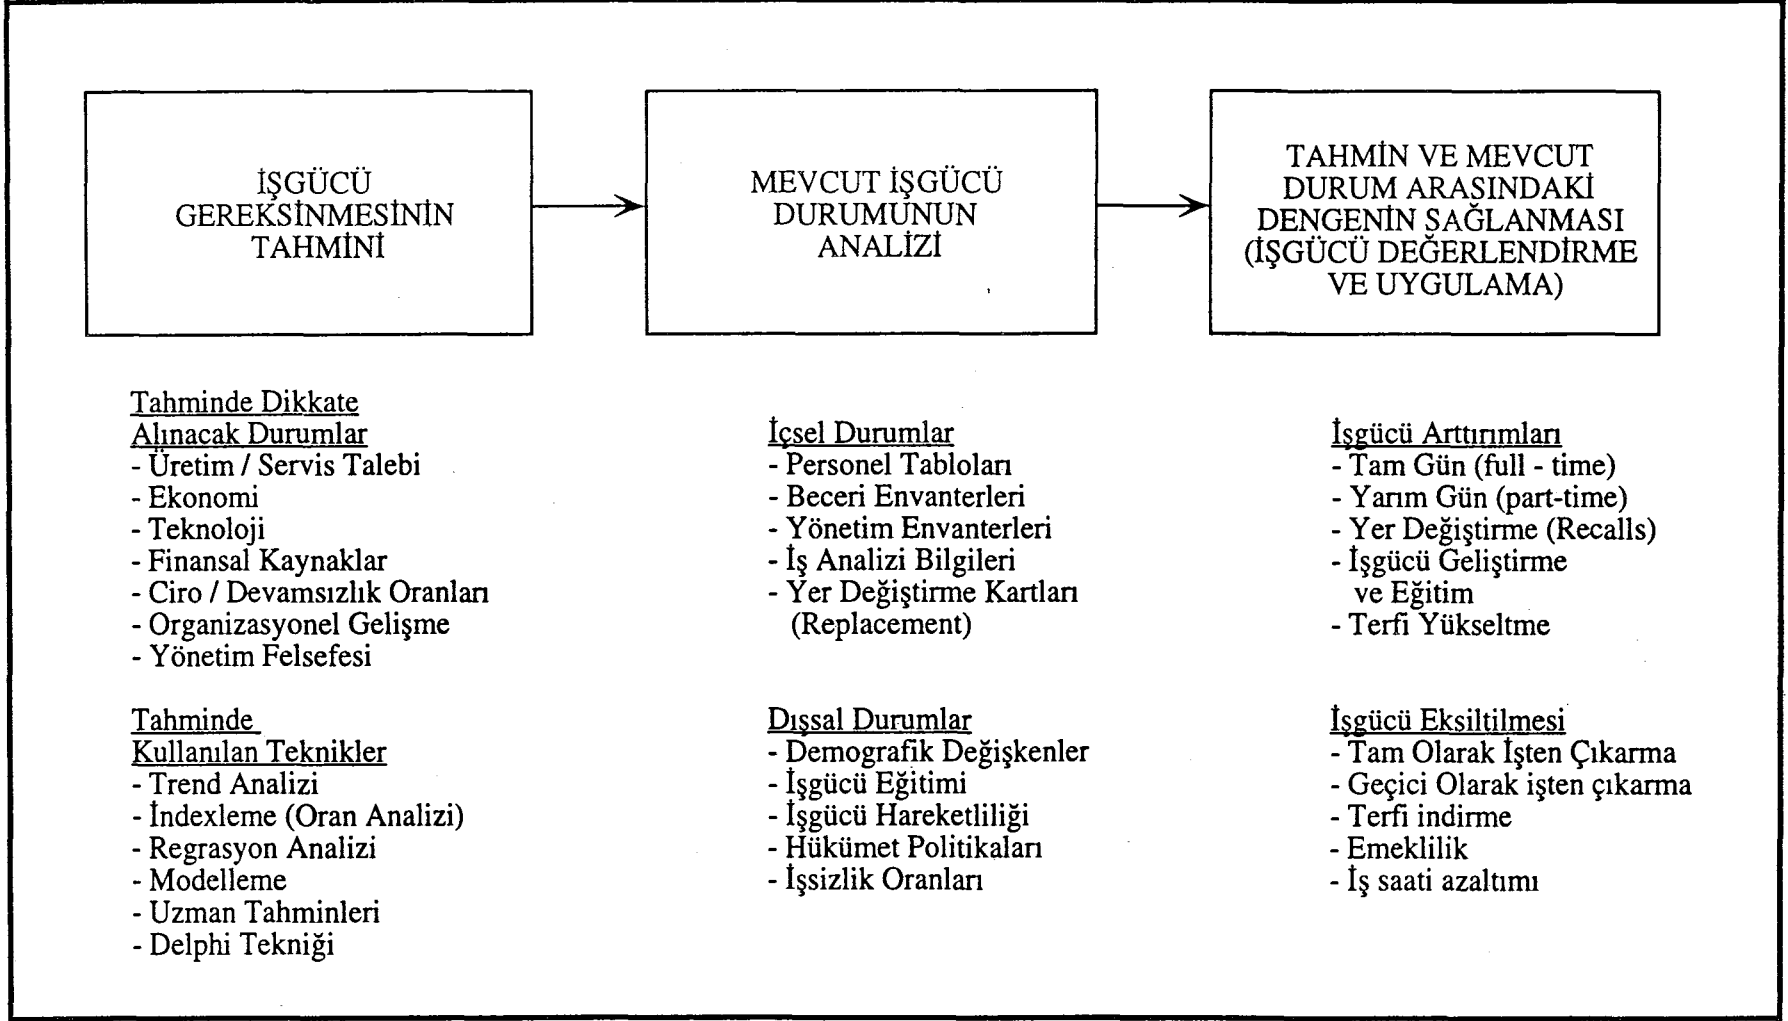 İŞGÜCÜ
GEREKSİNMESİNİN
TAHMİNİ
MEVCUT İŞGÜCÜ
DURUMUNUN
ANALİZİ
TAHMİN VE MEVCUT
DURUM ARASINDAKİ
DENGENİN SAĞLANMASI
(İŞGÜCÜ DEĞERLENDİRME
VE UYGULAMA)
Tahminde Dikkate
Alınacak Durumlar
- Üretim / Servis Talebi
- Ekonomi
- Teknoloji
- Finansal Kaynaklar
- Ciro / Devamsızlık Oranları
- Organizasyonel Gelişme
- Yönetim Felsefesi
Tahminde
Kullanılan Teknikler
- Trend Analizi
- İndexleme (Oran Analizi)
- Regrasyon Analizi
- Modelleme
- Uzman Tahminleri
- Delphi Tekniği
İçsel Durumlar
- Personel Tabloları
- Beceri Envanterleri
- Yönetim Envanterleri
- İş Analizi Bilgileri
- Yer Değiştirme Kartları
(Replacement)
Dışsal Durumlar
- Demografik Değişkenler
- İşgücü Eğitimi
- İşgücü Hareketliliği
- Hükümet Politikaları
- İşsizlik Oranları
İşgücü Arttırımları
- Tam Gün (full - time)
- Yarım Gün (part-time)
- Yer Değiştirme (Recalls)
- İşgücü Geliştirme
ve Eğitim
- Terfi Yükseltme
İşgücü Eksiltilmesi
- Tam Olarak İşten Çıkarma
- Geçici Olarak işten çıkarma
- Terfi indirme
- Emeklilik
- İş saati azaltımı